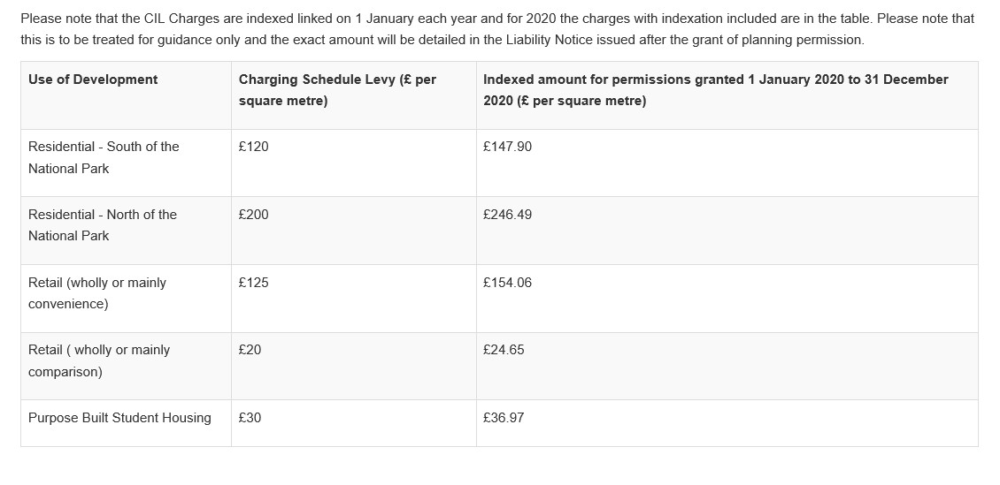 Please note that the CIL Charges are indexed linked on 1 January each year and for 2020 the charges with indexation included are in the table. Please note that
this is to be treated for guidance only and the exact amount will be detailed in the Liability Notice issued after the grant of planning permission.
Use of Development
Charging Schedule Levy (£ per
square metre)
Indexed amount for permissions granted 1 January 2020 to 31 December
2020 (£ per square metre)
Residential - South of the
National Park
£120
£147.90
Residential - North of the
National Park
£200
£246.49
Retail (wholly or mainly
convenience)
£125
£154.06
Retail ( wholly or mainly
comparison)
£20
£24.65
Purpose Built Student Housing
£30
£36.97